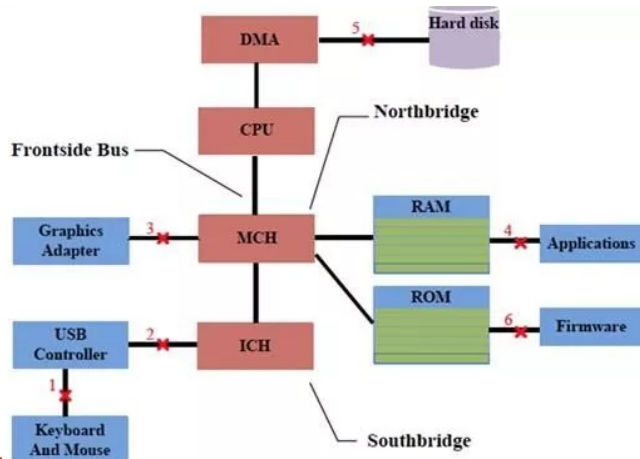 DMA
5
Hard disk
CPU
Northbridge
Frontside Bus
Graphics
Adapter
3
MCH
RAM
4
Applications
ROM
6
Firmware
USB
Controller
2
ICH
1
Keyboard
And Mouse
Southbridge